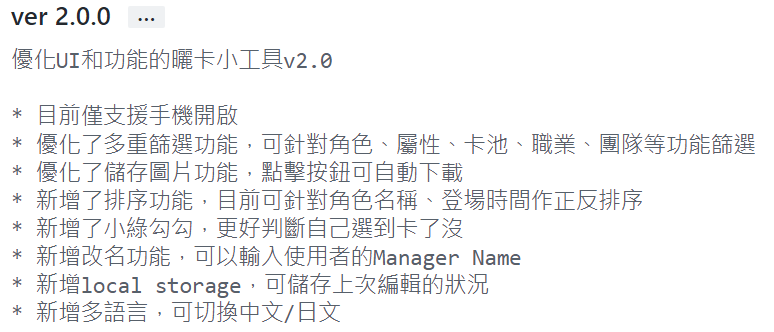 ver 2.0.0 …
優化UI和功能的曬卡小工具v2.0
* 目前僅支援手機開啟
* 優化了多重篩選功能，可針對角色、屬性、卡池、職業、團隊等功能篩選
* 優化了儲存圖片功能，點擊按鈕可自動下載
* 新增了排序功能，目前可針對角色名稱、登場時間作正反排序
* 新增了小綠勾勾，更好判斷自己選到卡了沒
* 新增改名功能，可以輸入使用者的Manager Name
* 新增local storage，可儲存上次編輯的狀況
* 新增多語言，可切換中文/日文